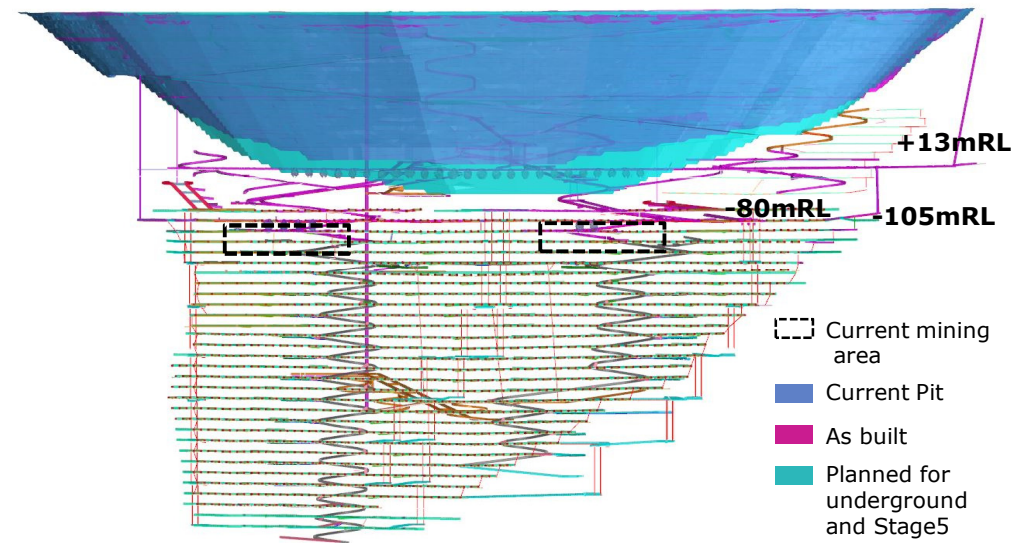 +13mRL
-80mRL
-105mRL
Current mining
area
Current Pit
As built
Planned for
underground
and Stage5